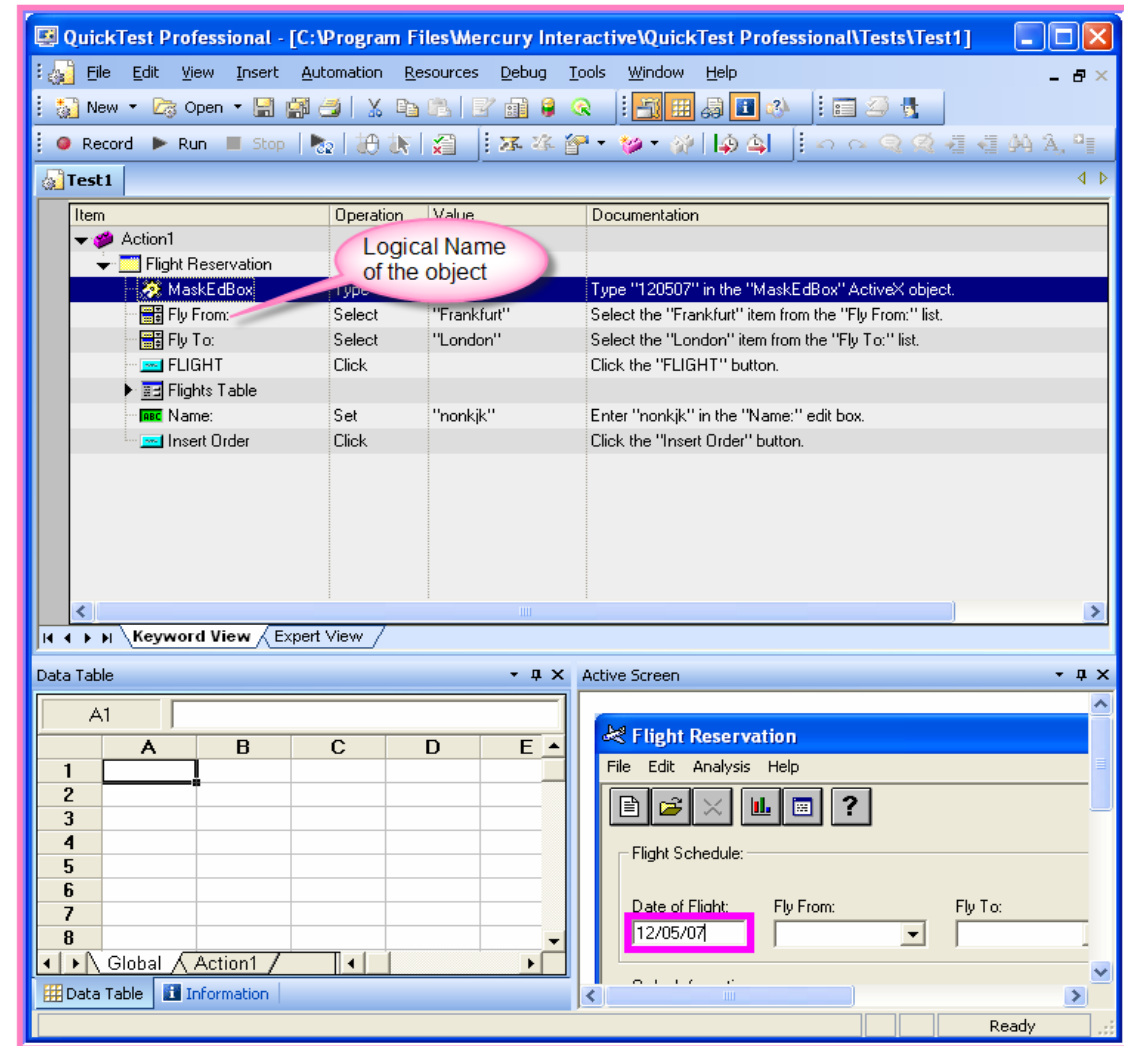 QuickTest Professional - [C:\Program Files\Mercury Interactive\QuickTest Professional\Tests\Test1]
File Edit View Insert Automation Resources Debug Tools Window Help
New Open
Record Run Stop
Test1
Item Operation Value Documentation
Action1
Logical Name
of the object
Flight Reservation
MaskEdBox Type Type "120507" in the "MaskEdBox" ActiveX object.
Fly From: Select "Frankfurt" Select the "Frankfurt" item from the "Fly From:" list.
Fly To: Select "London" Select the "London" item from the "Fly To:" list.
FLIGHT Click Click the "FLIGHT" button.
Flights Table
ABC Name: Set "nonkjk" Enter "nonkjk" in the "Name:" edit box.
Insert Order Click Click the "Insert Order" button.
Keyword View Expert View
Data Table
A1
A B C D E
1
2
3
4
5
6
7
8
Global Action1
Data Table Information
Active Screen
Flight Reservation
File Edit Analysis Help
?
Flight Schedule:
Date of Flight: Fly From: Fly To:
12/05/07
Ready